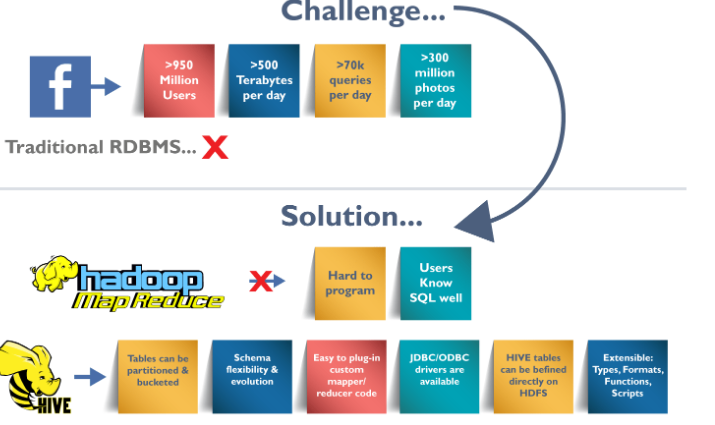 Challenge...
f
>950
Million
Users
>500
Terabytes
per day
>70k
queries
per day
>300
million
photos
per day
Traditional RDBMS... X
Solution...
hadoop
Map Reduce
X
Hard to
program
Users
Know
SQL well
HIVE
Tables can be
partitioned &
bucketed
Schema
flexibility &
evolution
Easy to plug-in
custom
mapper/
reducer code
JDBC/ODBC
drivers are
available
HIVE tables
can be befined
directly on
HDFS
Extensible:
Types, Formats,
Functions,
Scripts